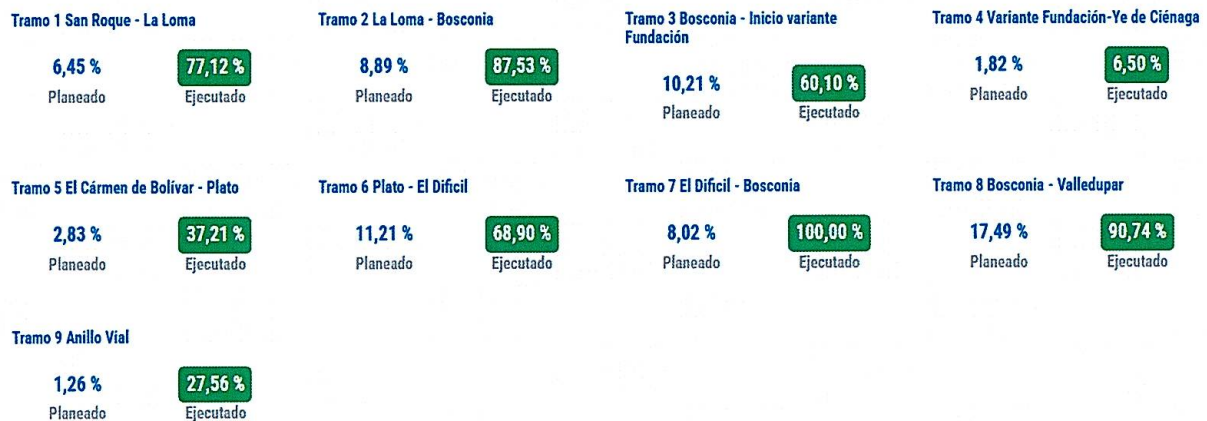 Tramo 1 San Roque - La Loma
6,45 %
Planeado
77,12 %
Ejecutado
Tramo 2 La Loma - Bosconia
8,89 %
Planeado
87,53 %
Ejecutado
Tramo 3 Bosconia - Inicio variante
Fundación
10,21 %
Planeado
60,10 %
Ejecutado
Tramo 4 Variante Fundación-Ye de Ciénaga
1,82 %
Planeado
6,50 %
Ejecutado
Tramo 5 El Cármen de Bolívar - Plato
2,83 %
Planeado
37,21 %
Ejecutado
Tramo 6 Plato - El Dificil
11,21 %
Planeado
68,90 %
Ejecutado
Tramo 7 El Dificil - Bosconia
8,02 %
Planeado
100,00 %
Ejecutado
Tramo 8 Bosconia - Valledupar
17,49 %
Planeado
90,74 %
Ejecutado
Tramo 9 Anillo Vial
1,26 %
Planeado
27,56 %
Ejecutado